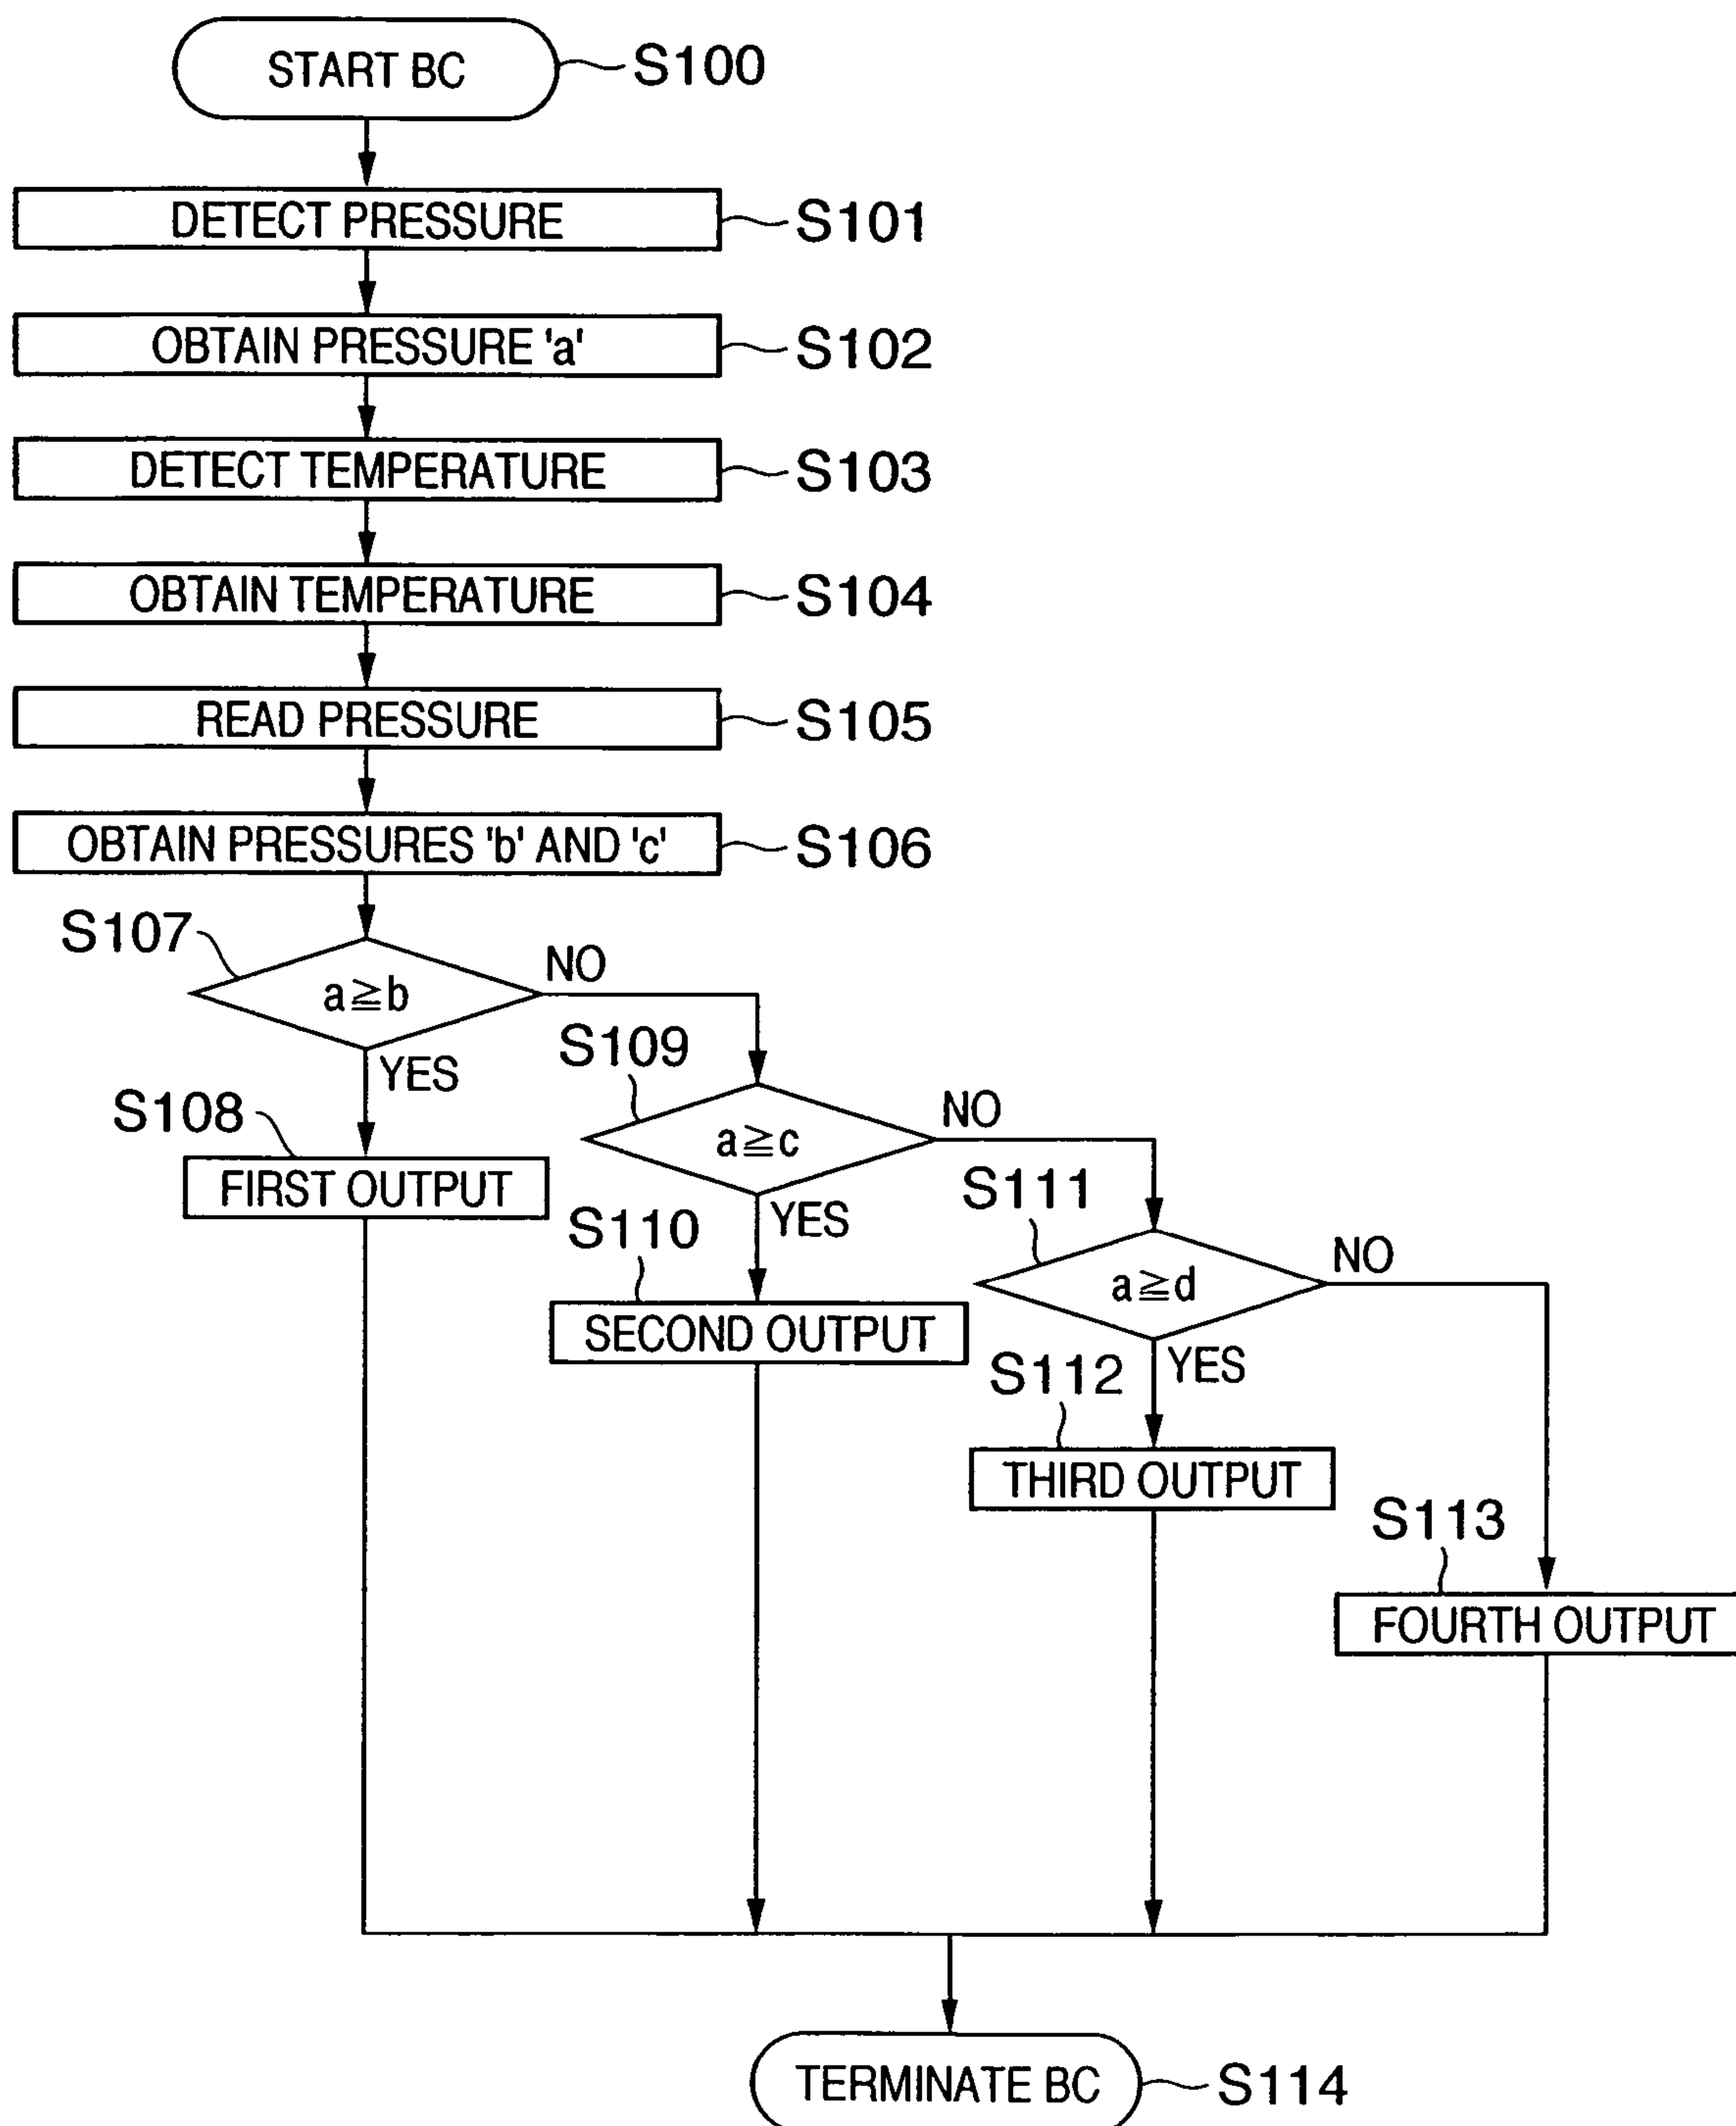 START BC
S100
DETECT PRESSURE
S101
OBTAIN PRESSURE 'a'
S102
DETECT TEMPERATURE
S103
OBTAIN TEMPERATURE
S104
READ PRESSURE
S105
OBTAIN PRESSURES 'b' AND 'c'
S106
S107
a≧b
NO
YES
S108
FIRST OUTPUT
S109
a≧c
NO
YES
S110
SECOND OUTPUT
S111
a≧d
NO
YES
S112
THIRD OUTPUT
S113
FOURTH OUTPUT
TERMINATE BC
S114